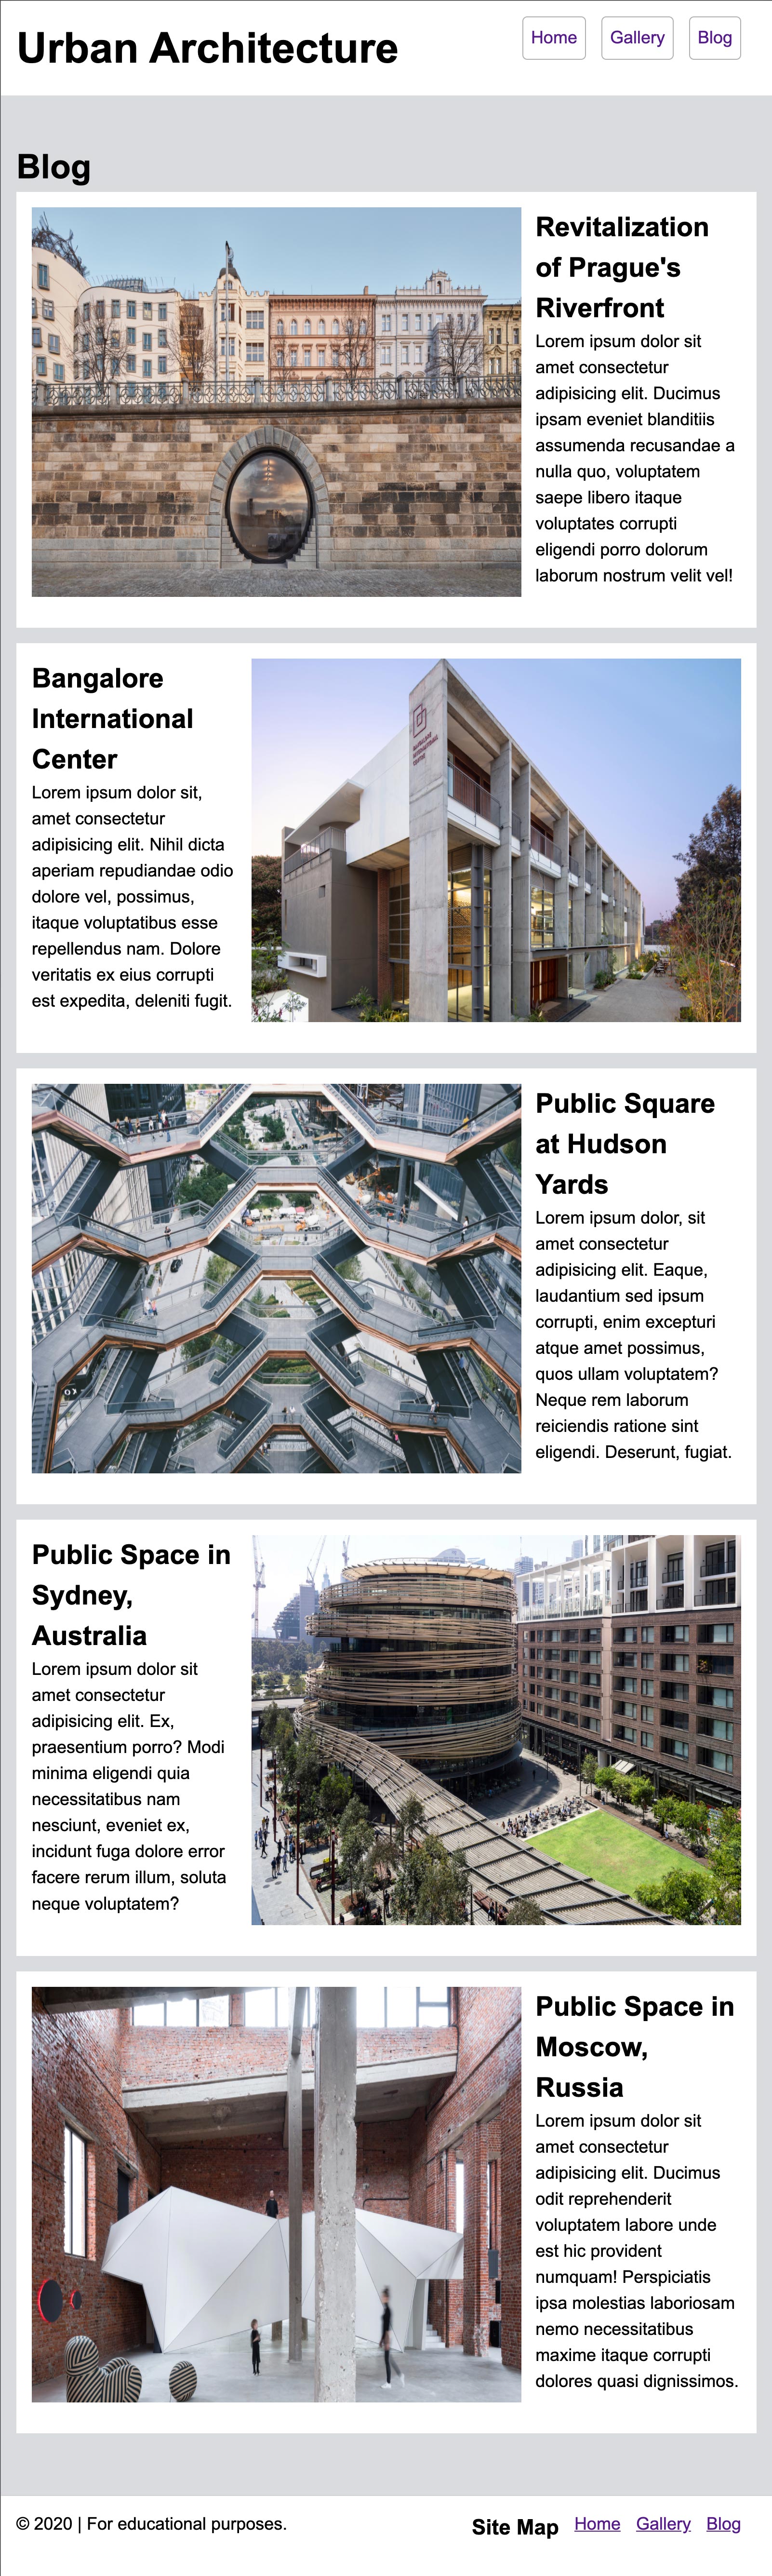 Urban Architecture
Home Gallery Blog
Blog
Revitalization
of Prague's
Riverfront
Lorem ipsum dolor sit
amet consectetur
adipisicing elit. Ducimus
ipsam eveniet blanditiis
assumenda recusandae a
nulla quo, voluptatem
saepe libero itaque
voluptates corrupti
eligendi porro dolorum
laborum nostrum velit vel!
Bangalore
International
Center
Lorem ipsum dolor sit,
amet consectetur
adipisicing elit. Nihil dicta
aperiam repudiandae odio
dolore vel, possimus,
itaque voluptatibus esse
repellendus nam. Dolore
veritatis ex eius corrupti
est expedita, deleniti fugit.
BANGALORE
INTERNATIONAL
CENTRE
Public Square
at Hudson
Yards
Lorem ipsum dolor, sit
amet consectetur
adipisicing elit. Eaque,
laudantium sed ipsum
corrupti, enim excepturi
atque amet possimus,
quos ullam voluptatem?
Neque rem laborum
reiciendis ratione sint
eligendi. Deserunt, fugiat.
Public Space in
Sydney,
Australia
Lorem ipsum dolor sit
amet consectetur
adipisicing elit. Ex,
praesentium porro? Modi
minima eligendi quia
necessitatibus nam
nesciunt, eveniet ex,
incidunt fuga dolore error
facere rerum illum, soluta
neque voluptatem?
Public Space in
Moscow,
Russia
Lorem ipsum dolor sit
amet consectetur
adipisicing elit. Ducimus
odit reprehenderit
voluptatem labore unde
est hic provident
numquam! Perspiciatis
ipsa molestias laboriosam
nemo necessitatibus
maxime itaque corrupti
dolores quasi dignissimos.
© 2020 | For educational purposes.
Site Map Home Gallery Blog